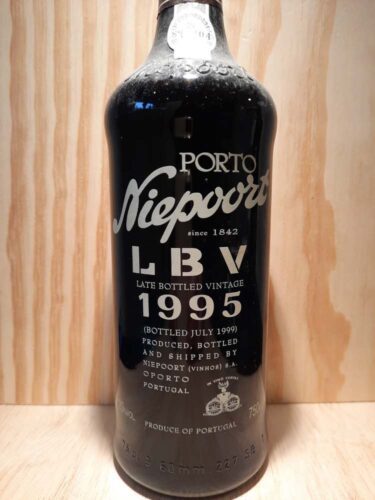 PORTO
Niepoort
since 1842
LBV
LATE BOTTLED VINTAGE
1995
(BOTTLED JULY 1999)
PRODUCED, BOTTLED
AND SHIPPED BY
NIEPOORT (VINHOS) S.A.
OPORTO
PORTUGAL
PRODUCE OF PORTUGAL